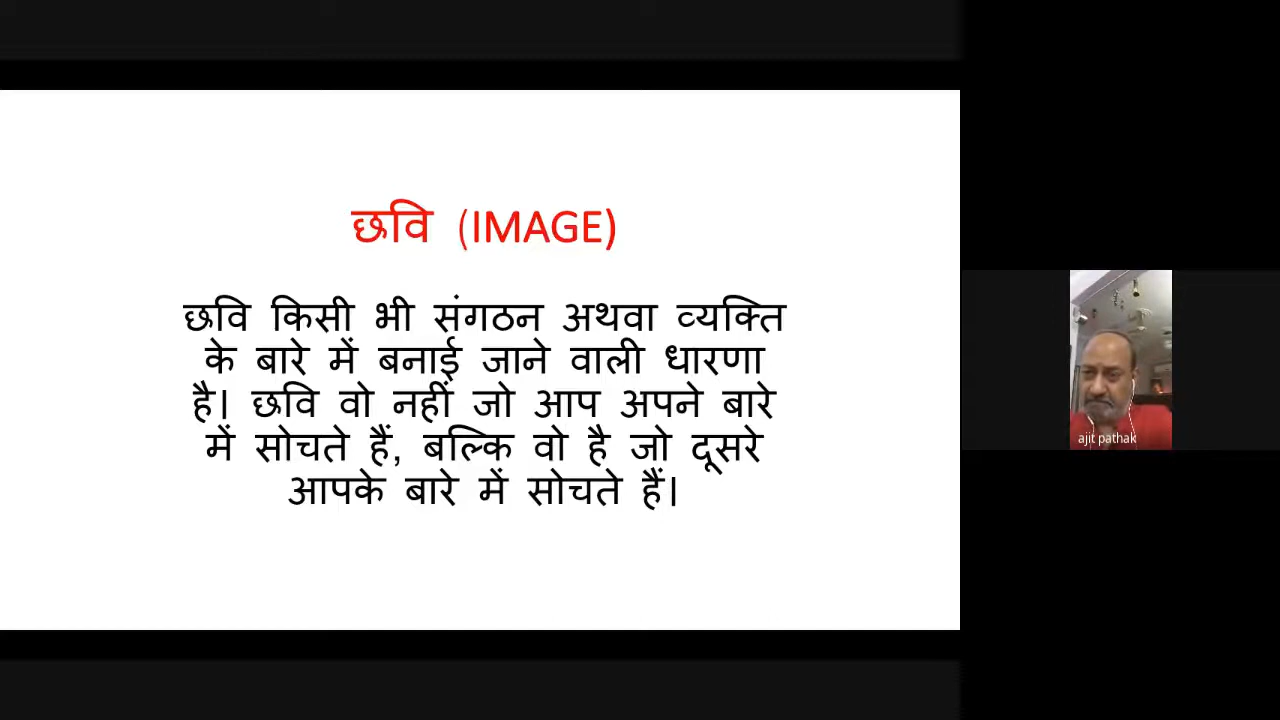 छवि (IMAGE)
छवि किसी भी संगठन अथवा व्यक्ति
के बारे में बनाई जाने वाली धारणा
है। छवि वो नहीं जो आप अपने बारे
में सोचते हैं, बल्कि वो है जो दूसरे
आपके बारे में सोचते हैं।
ajit pathak